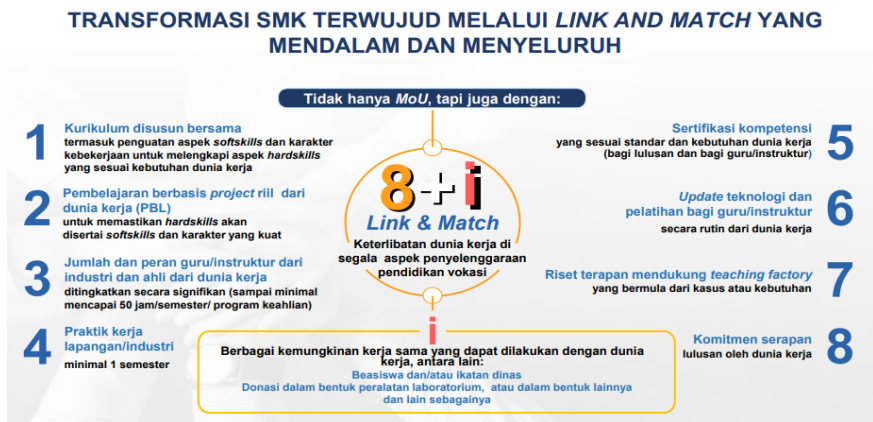 TRANSFORMASI SMK TERWUJUD MELALUI LINK AND MATCH YANG
MENDALAM DAN MENYELURUH
Tidak hanya MoU, tapi juga dengan:
1
Kurikulum disusun bersama
termasuk penguatan aspek softskills dan karakter
kebekerjaan untuk melengkapi aspek hardskills
yang sesuai kebutuhan dunia kerja
2
Pembelajaran berbasis project riil dari
dunia kerja (PBL)
untuk memastikan hardskills akan
disertai softskills dan karakter yang kuat
3
Jumlah dan peran guru/instruktur dari
industri dan ahli dari dunia kerja
ditingkatkan secara signifikan (sampai minimal
mencapai 50 jam/semester/ program keahlian)
4
Praktik kerja
lapangan/industri
minimal 1 semester
8+i
Link & Match
Keterlibatan dunia kerja di
segala aspek penyelenggaraan
pendidikan vokasi
i
Berbagai kemungkinan kerja sama yang dapat dilakukan dengan dunia
kerja, antara lain:
Beasiswa dan/atau ikatan dinas
Donasi dalam bentuk peralatan laboratorium, atau dalam bentuk lainnya
dan lain sebagainya
Sertifikasi kompetensi
yang sesuai standar dan kebutuhan dunia kerja
(bagi lulusan dan bagi guru/instruktur)
5
Update teknologi dan
pelatihan bagi guru/instruktur
secara rutin dari dunia kerja
6
Riset terapan mendukung teaching factory
yang bermula dari kasus atau kebutuhan
7
Komitmen serapan
lulusan oleh dunia kerja
8